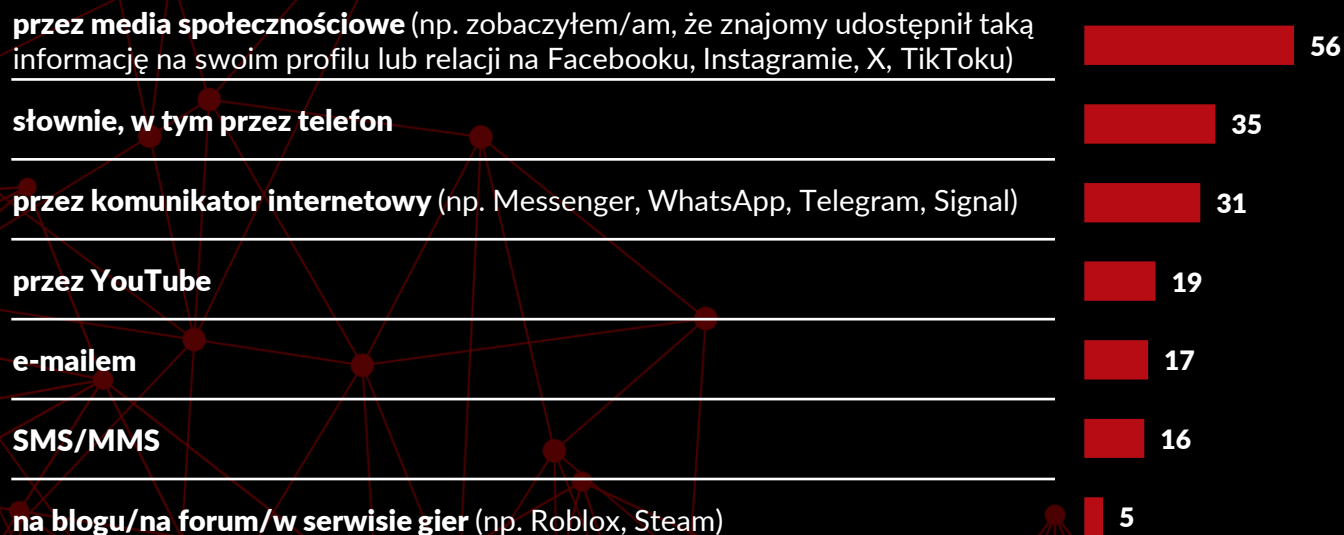 przez media społecznościowe (np. zobaczyłem/am, że znajomy udostępnił taką
informację na swoim profilu lub relacji na Facebooku, Instagramie, X, TikToku)
56
słownie, w tym przez telefon
35
przez komunikator internetowy (np. Messenger, WhatsApp, Telegram, Signal)
31
przez YouTube
19
e-mailem
17
SMS/MMS
16
na blogu/na forum/w serwisie gier (np. Roblox, Steam)
5